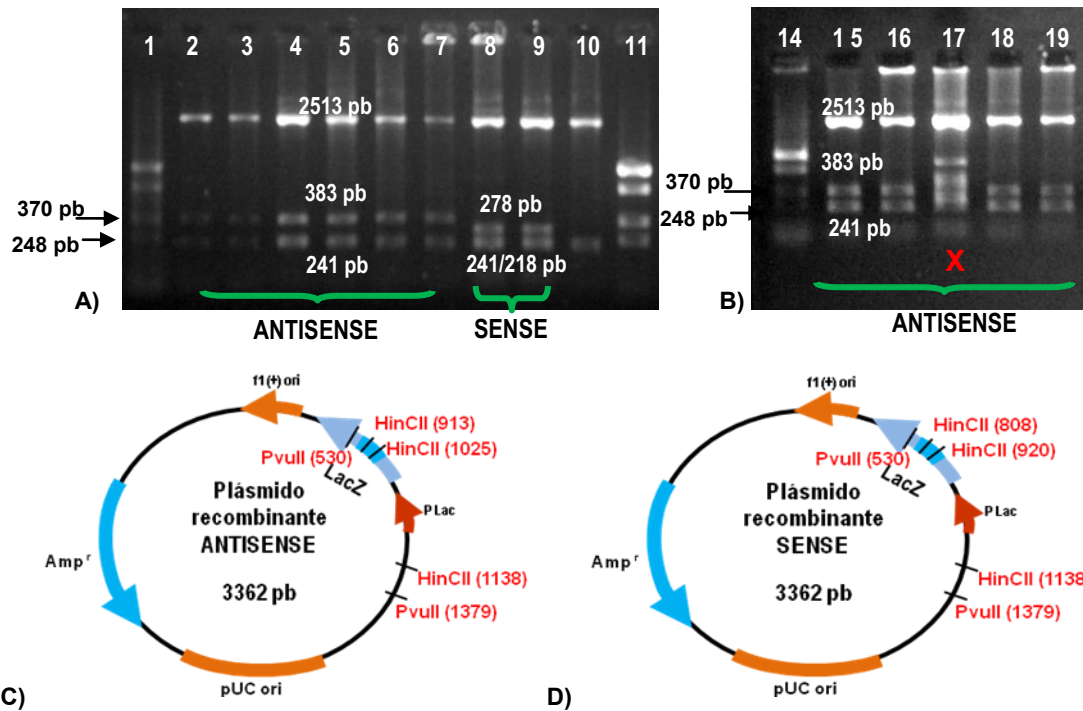 1 2 3 4 5 6 7 8 9 10 11
2513 pb
383 pb
278 pb
370 pb
248 pb
241 pb
241/218 pb
A)
ANTISENSE
SENSE
14 1 5 16 17 18 19
2513 pb
383 pb
370 pb
248 pb
241 pb
X
B)
ANTISENSE
f1(+) ori
HinCII (913)
HinCII (1025)
PvuII (530)
LacZ
P Lac
Plásmido
recombinante
ANTISENSE
3362 pb
Amp r
HinCII (1138)
PvuII (1379)
pUC ori
C)
f1(+) ori
HinCII (808)
HinCII (920)
PvuII (530)
LacZ
P Lac
Plásmido
recombinante
SENSE
3362 pb
Amp r
HinCII (1138
PvuII (1379)
pUC ori
D)